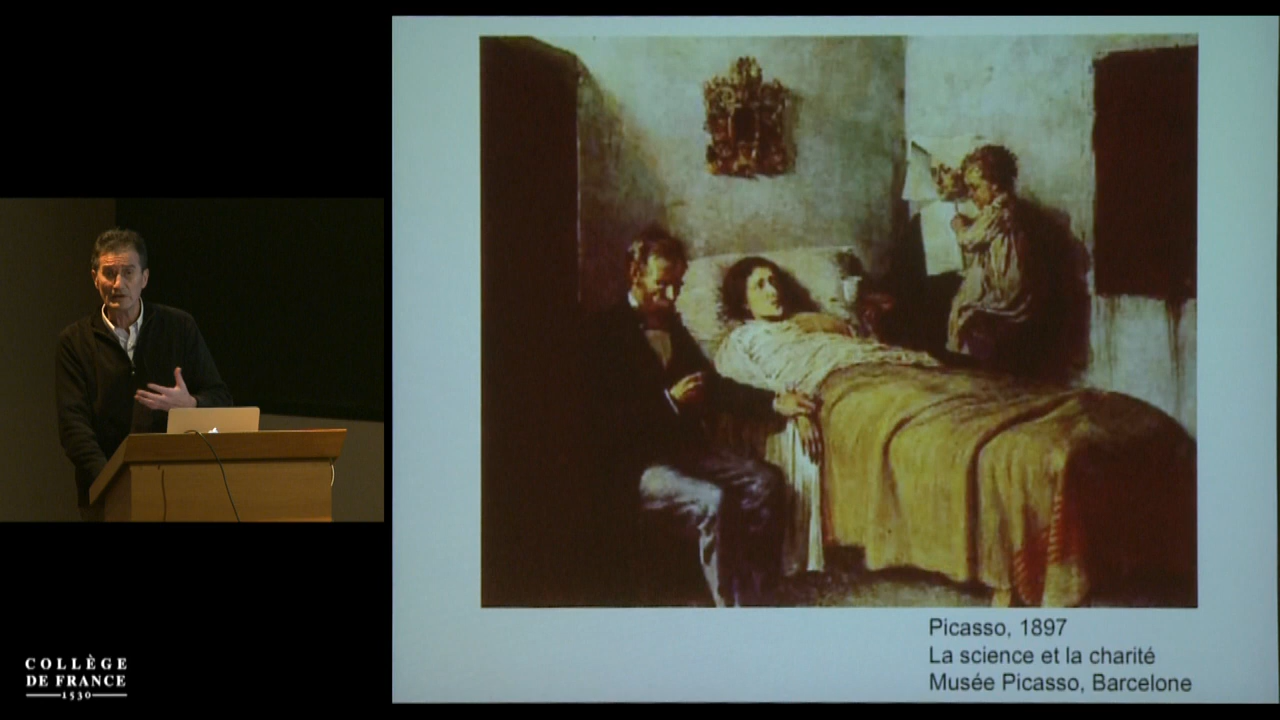 COLLÈGE
DE FRANCE
1530
Picasso, 1897
La science et la charité
Musée Picasso, Barcelone